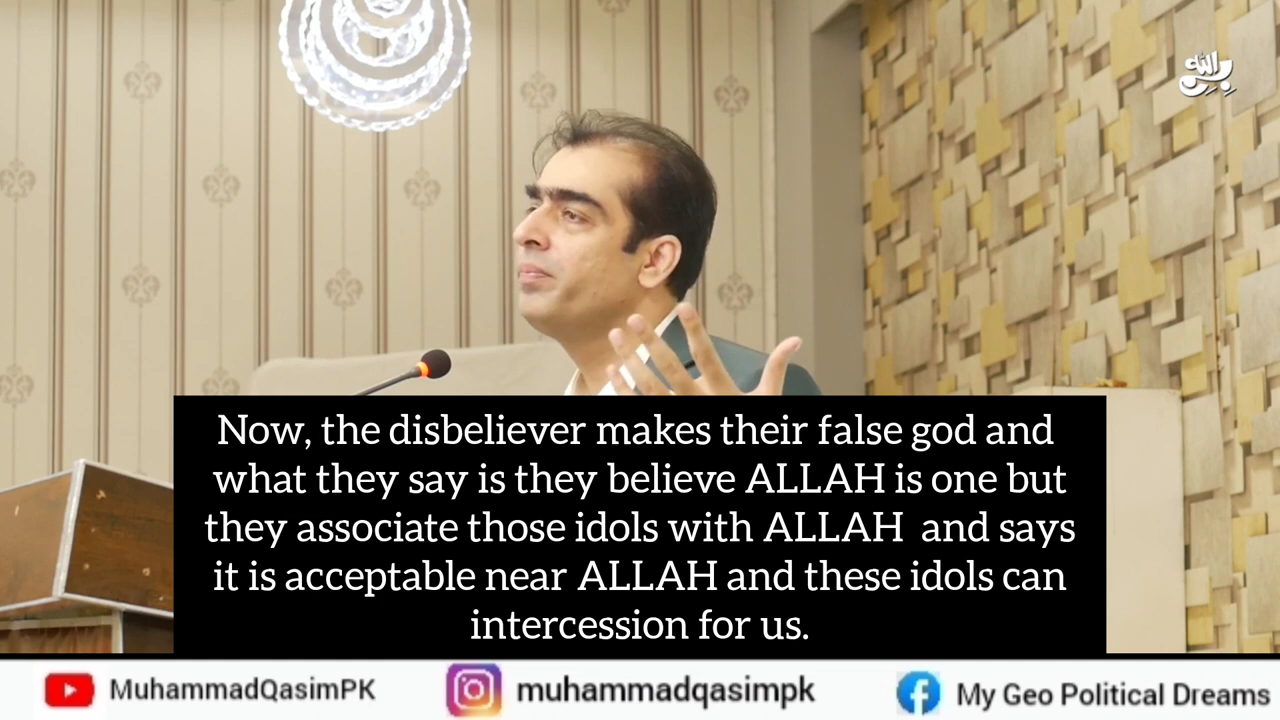 بسم الله
Now, the disbeliever makes their false god and
what they say is they believe ALLAH is one but
they associate those idols with ALLAH  and says
it is acceptable near ALLAH and these idols can
intercession for us.
MuhammadQasimPK
muhammadqasimpk
My Geo Political Dreams